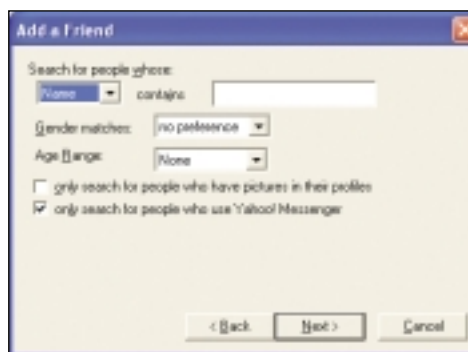 Add a Friend
Search for people whose:
Name contains
Gender matches: no preference
Age Range: None
only search for people who have pictures in their profiles
only search for people who use Yahoo! Messenger
< Back Next > Cancel